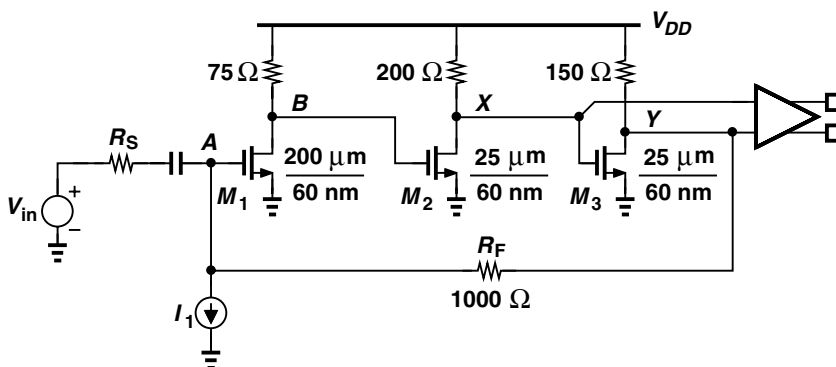 V_DD
75 Ω
200 Ω
150 Ω
B
X
Y
R_S
A
200 μm
60 nm
25 μm
60 nm
25 μm
60 nm
M_1
M_2
M_3
V_in
+
−
R_F
1000 Ω
I_1